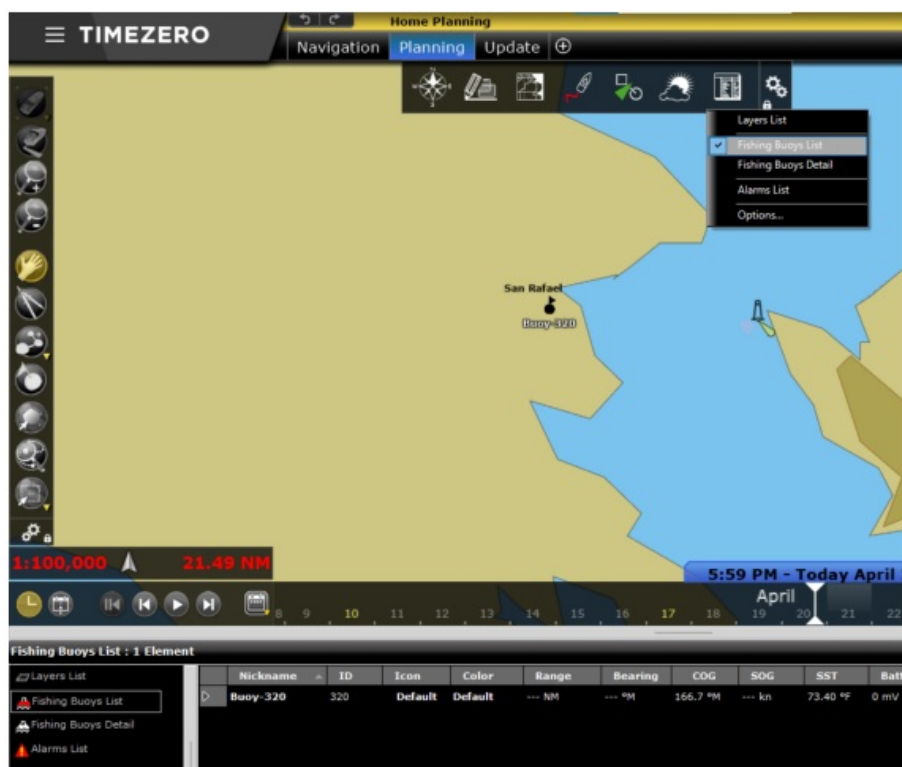 Home Planning
TIMEZERO
Navigation Planning Update
Layers List
Fishing Buoys List
Fishing Buoys Detail
Alarms List
Options...
San Rafael
Buoy-320
1:100,000 21.49 NM
5:59 PM - Today April
April
8 9 10 11 12 13 14 15 16 17 18 19 20 21 22
Fishing Buoys List : 1 Element
Layers List
Fishing Buoys List
Fishing Buoys Detail
Alarms List
Nickname ID Icon Color Range Bearing COG SOG SST Batt
Buoy-320 320 Default Default --- NM --- °M 166.7 °M --- kn 73.40 °F 0 mV